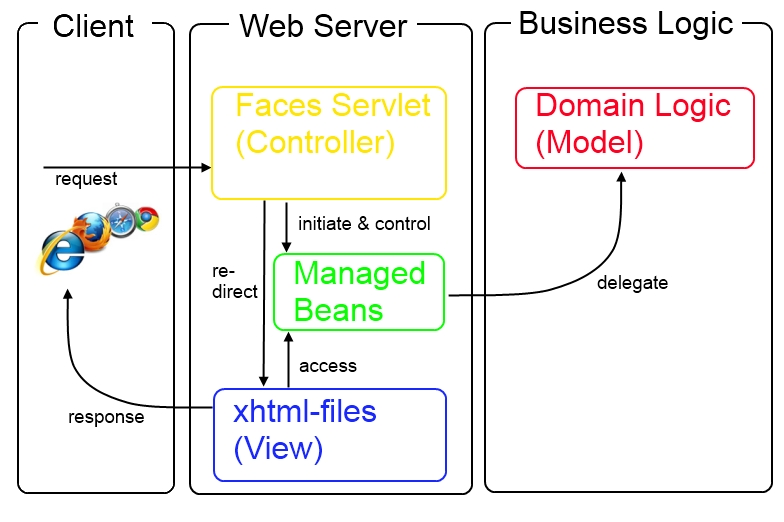 Client
Web Server
Business Logic
Faces Servlet
(Controller)
Domain Logic
(Model)
request
initiate & control
re-
direct
Managed
Beans
delegate
access
xhtml-files
(View)
response